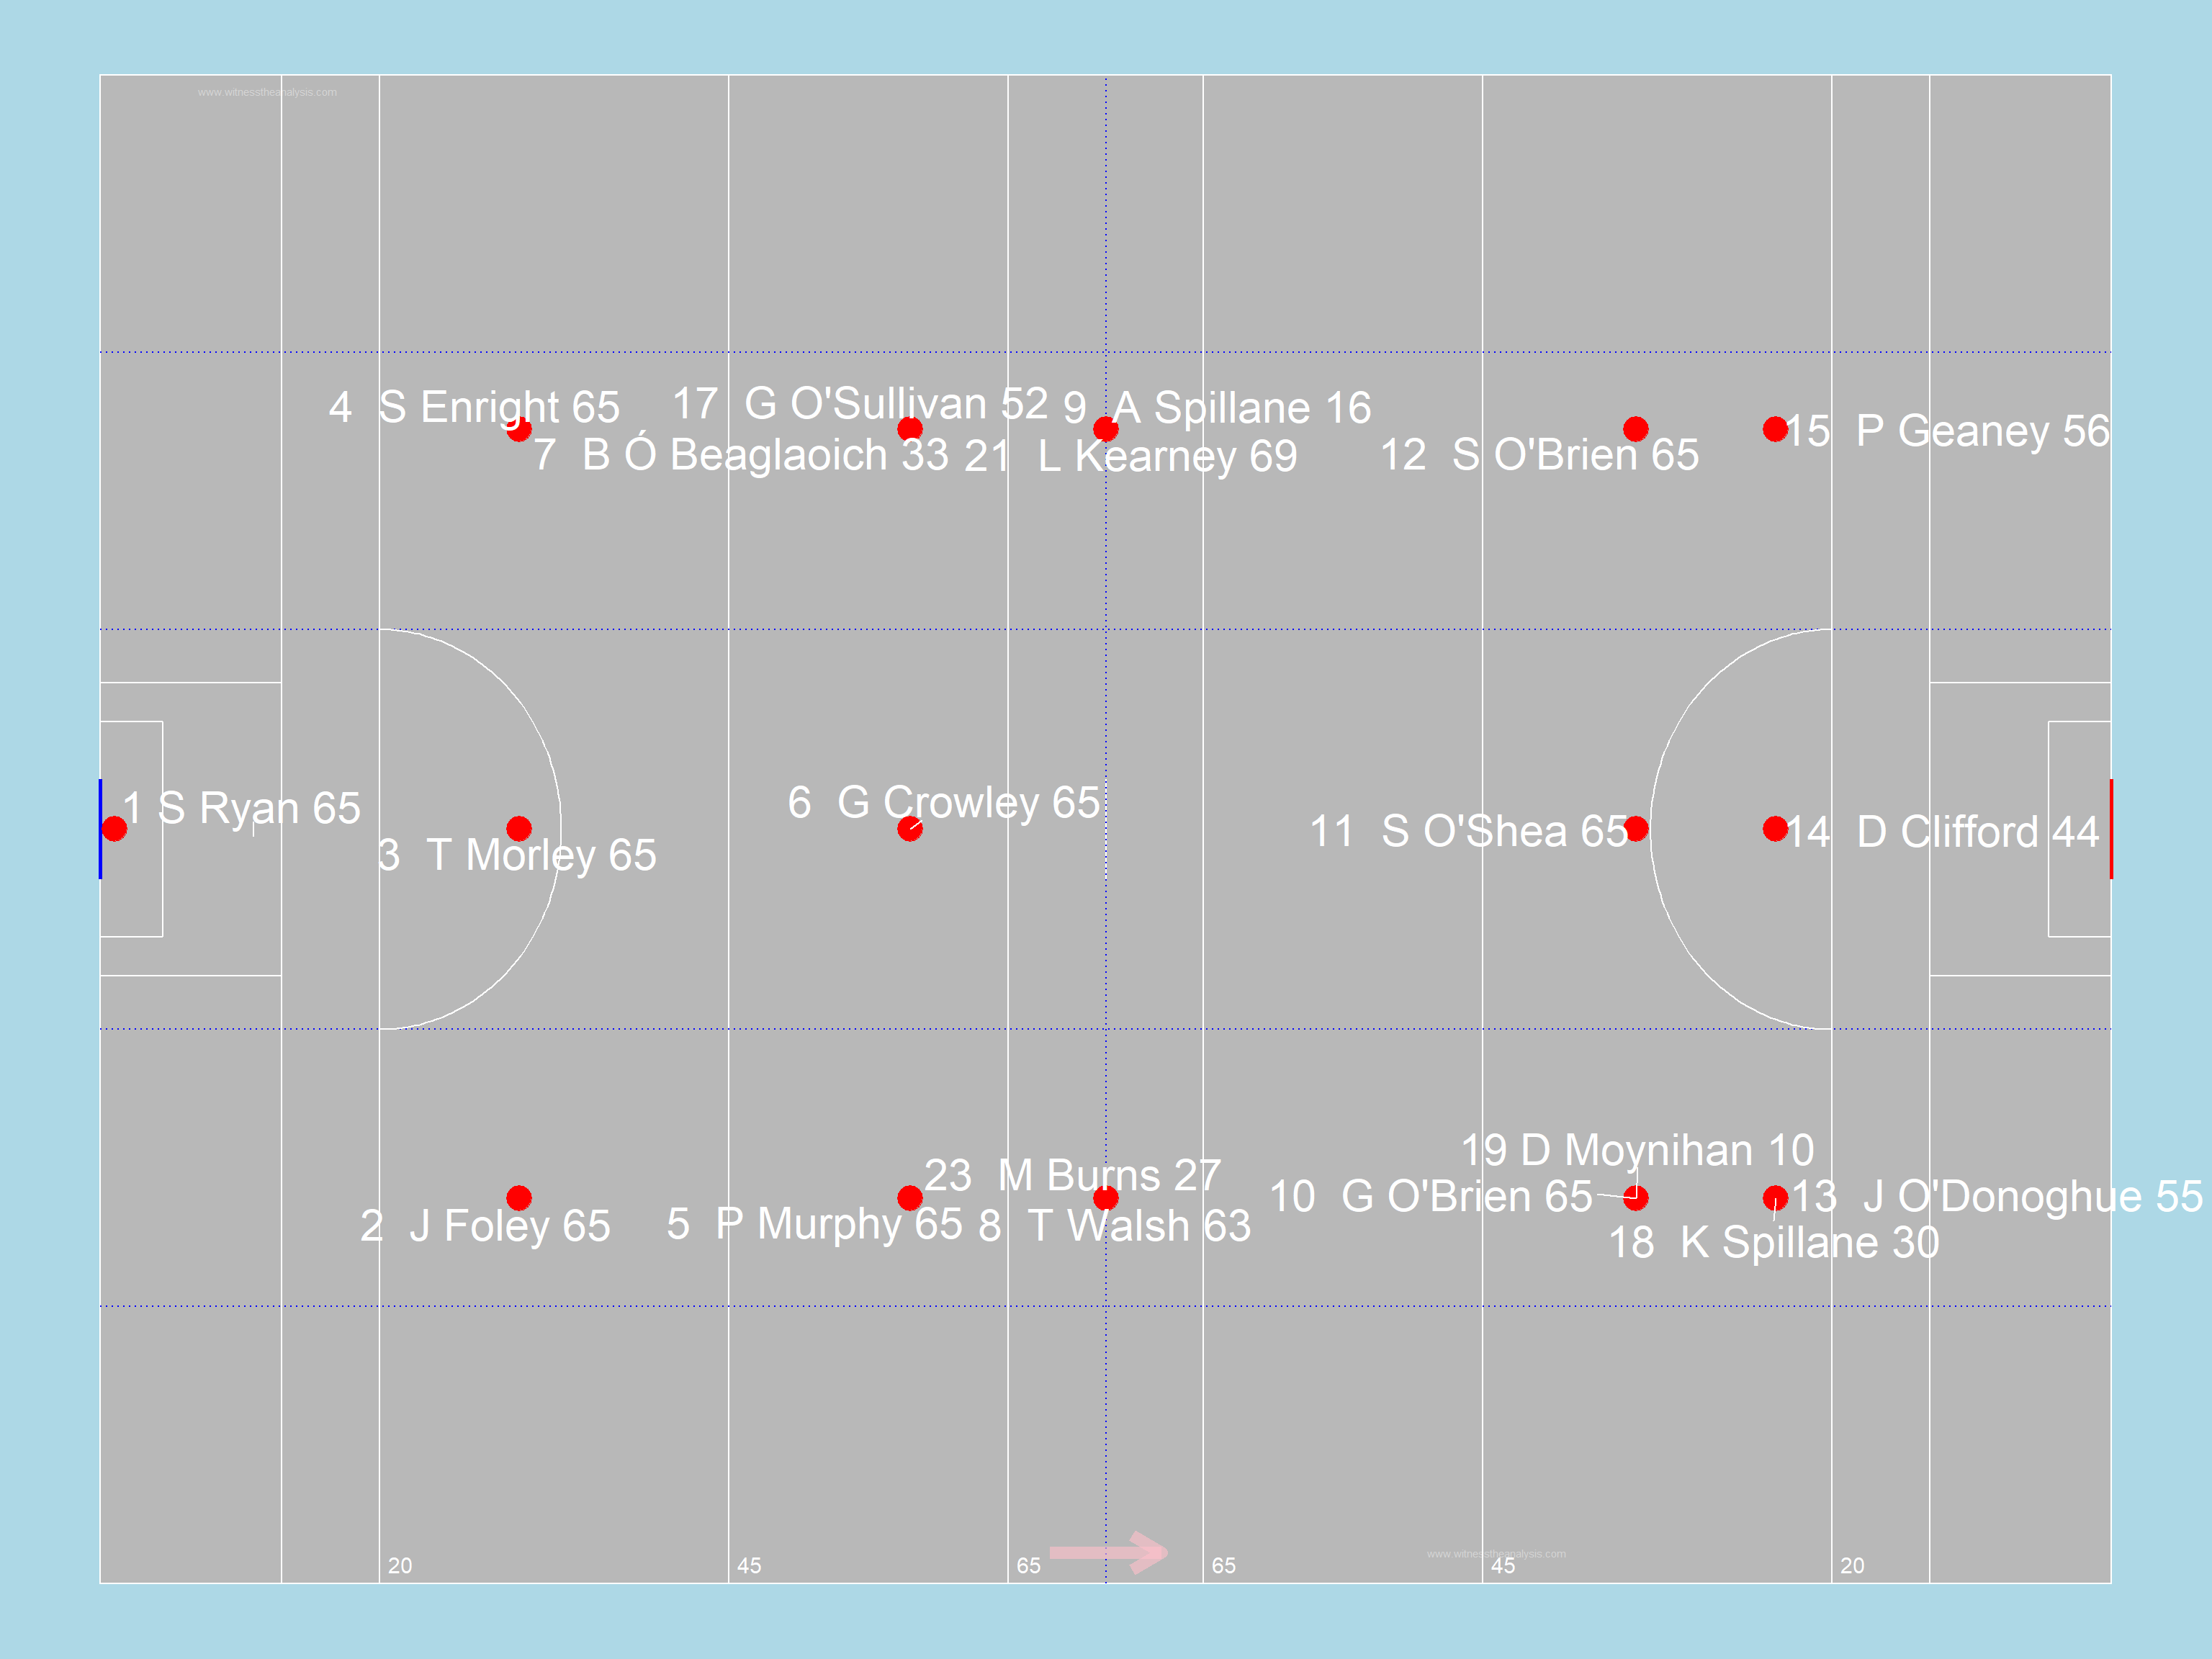 www.witnesstheanalysis.com
4 S Enright 65
17 G O'Sullivan 52
9 A Spillane 16
7 B Ó Beaglaoich 33
21 L Kearney 69
12 S O'Brien 65
15 P Geaney 56
1 S Ryan 65
3 T Morley 65
6 G Crowley 65
11 S O'Shea 65
14 D Clifford 44
19 D Moynihan 10
23 M Burns 27
10 G O'Brien 65
13 J O'Donoghue 55
2 J Foley 65
5 P Murphy 65
8 T Walsh 63
18 K Spillane 30
www.witnesstheanalysis.com
20
45
65
65
45
20